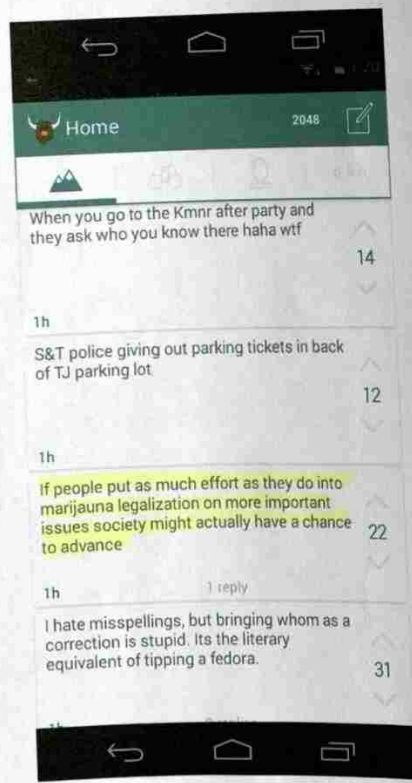 Home
2048
When you go to the Kmnr after party and
they ask who you know there haha wtf
14
1h
S&T police giving out parking tickets in back
of TJ parking lot
12
1h
If people put as much effort as they do into
marijauna legalization on more important
issues society might actually have a chance
to advance
22
1h
1 reply
I hate misspellings, but bringing whom as a
correction is stupid. Its the literary
equivalent of tipping a fedora.
31